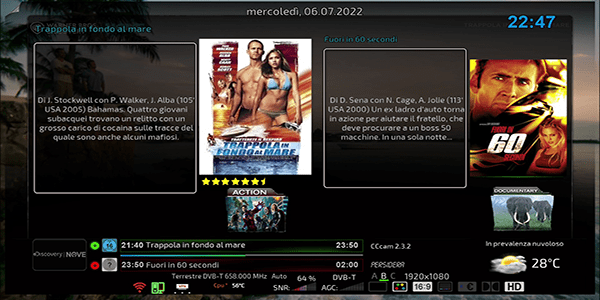 mercoledì, 06.07.2022
22:47
Trappola in fondo al mare
Di J. Stockwell con P. Walker, J. Alba (105'
USA 2005) Bahamas. Quattro giovani
subacquei trovano un relitto con un
grosso carico di cocaina sulle tracce del
quale sono anche alcuni mafiosi.
TRAPPOLA IN
FONDO AL MARE
Fuori in 60 secondi
Di D. Sena con N. Cage, A. Jolie (113'
USA 2000) Un ex ladro d'auto torna
in azione per aiutare il fratello, che
deve procurare a un boss 50
macchine. In una sola notte...
FUORI IN
60
SECONDI
ACTION
DOCUMENTARY
Discovery NOVE
21:40 Trappola in fondo al mare 23:50
23:50 Fuori in 60 secondi 02:00
CCcam 2.3.2
PERSIDERA
In prevalenza nuvoloso
28°C
Terrestre DVB-T 658.000 MHz Auto 64 % DVB-T
A B C 1920x1080
Cpu° 56°C SNR: AGC: 16:9 HD